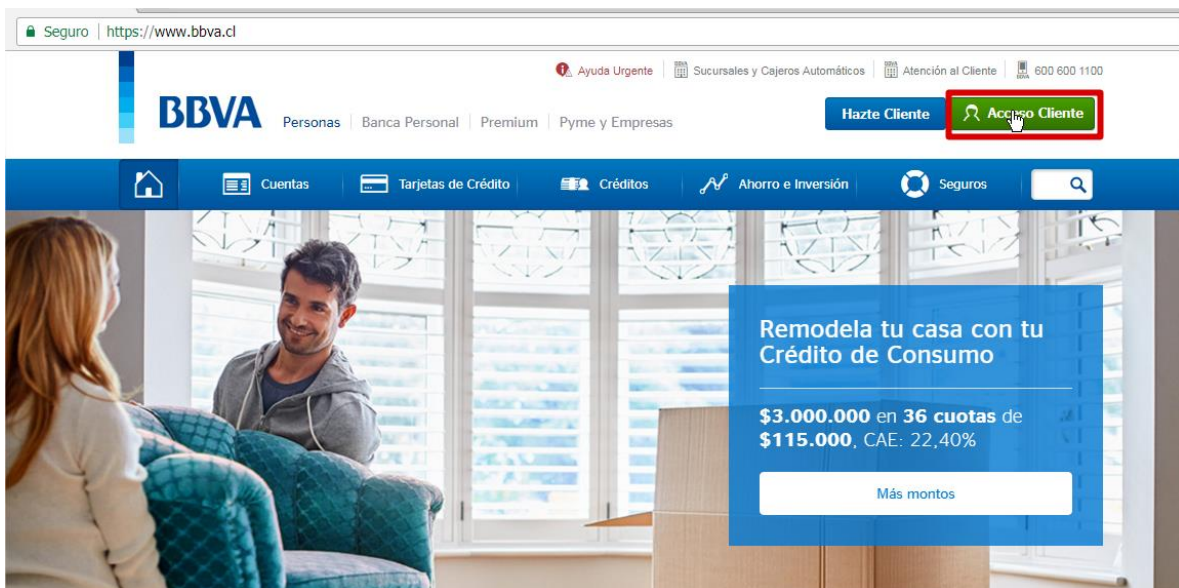 Seguro | https://www.bbva.cl
Ayuda Urgente | Sucursales y Cajeros Automáticos | Atención al Cliente | 600 600 1100
BBVA Personas | Banca Personal | Premium | Pyme y Empresas
Hazte Cliente Acceso Cliente
Cuentas Tarjetas de Crédito Créditos Ahorro e Inversión Seguros
Remodela tu casa con tu
Crédito de Consumo
$3.000.000 en 36 cuotas de
$115.000, CAE: 22,40%
Más montos